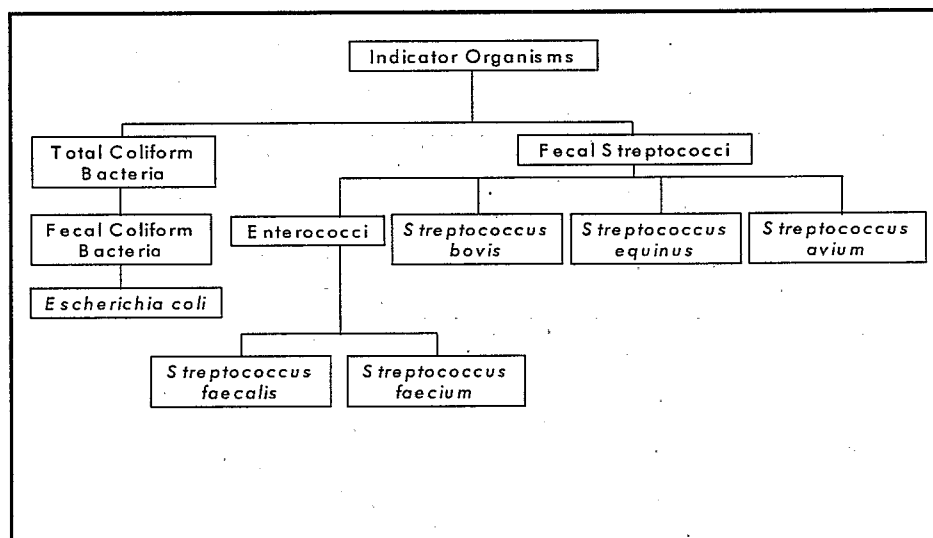 Indicator Organisms
Total Coliform
Bacteria
Fecal Streptococci
Fecal Coliform
Bacteria
Enterococci
Streptococcus
bovis
Streptococcus
equinus
Streptococcus
avium
Escherichia coli
Streptococcus
faecalis
Streptococcus
faecium